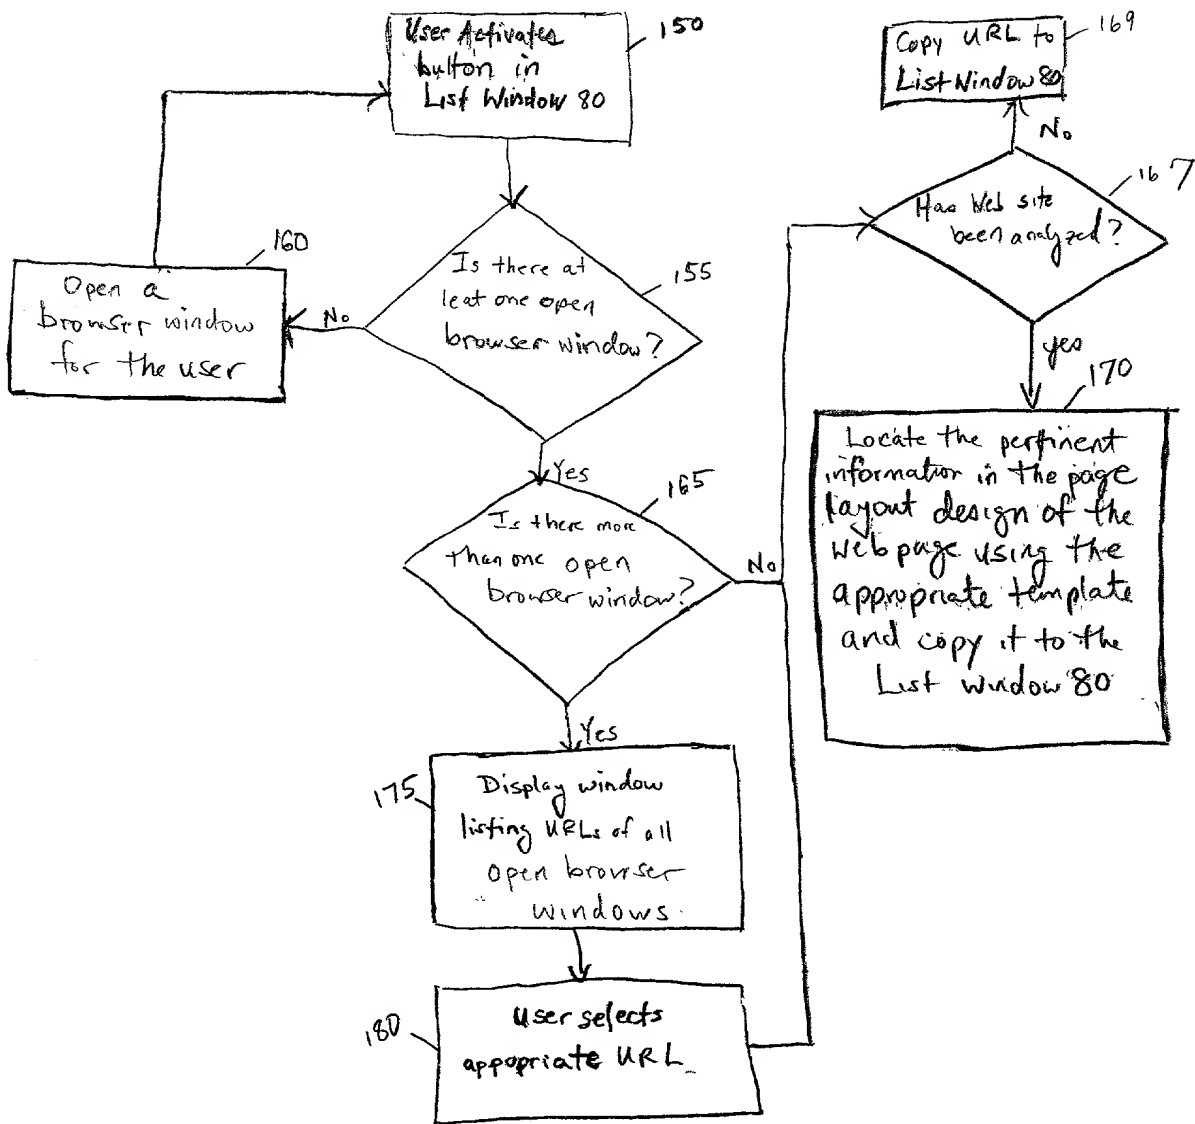 User Activates
button in
List Window 80
150
Copy URL to
List Window 80
169
No
Has Web site
been analyzed?
167
yes
160
Open a
browser window
for the user
No
Is there at
leat one open
browser window?
155
Yes
170
Locate the pertinent
information in the page
layout design of the
web page using the
appropriate template
and copy it to the
List window 80
165
Is there more
than one open
browser window?
No
Yes
175
Display window
listing URLs of all
open browser
windows.
180
User selects
appopriate URL